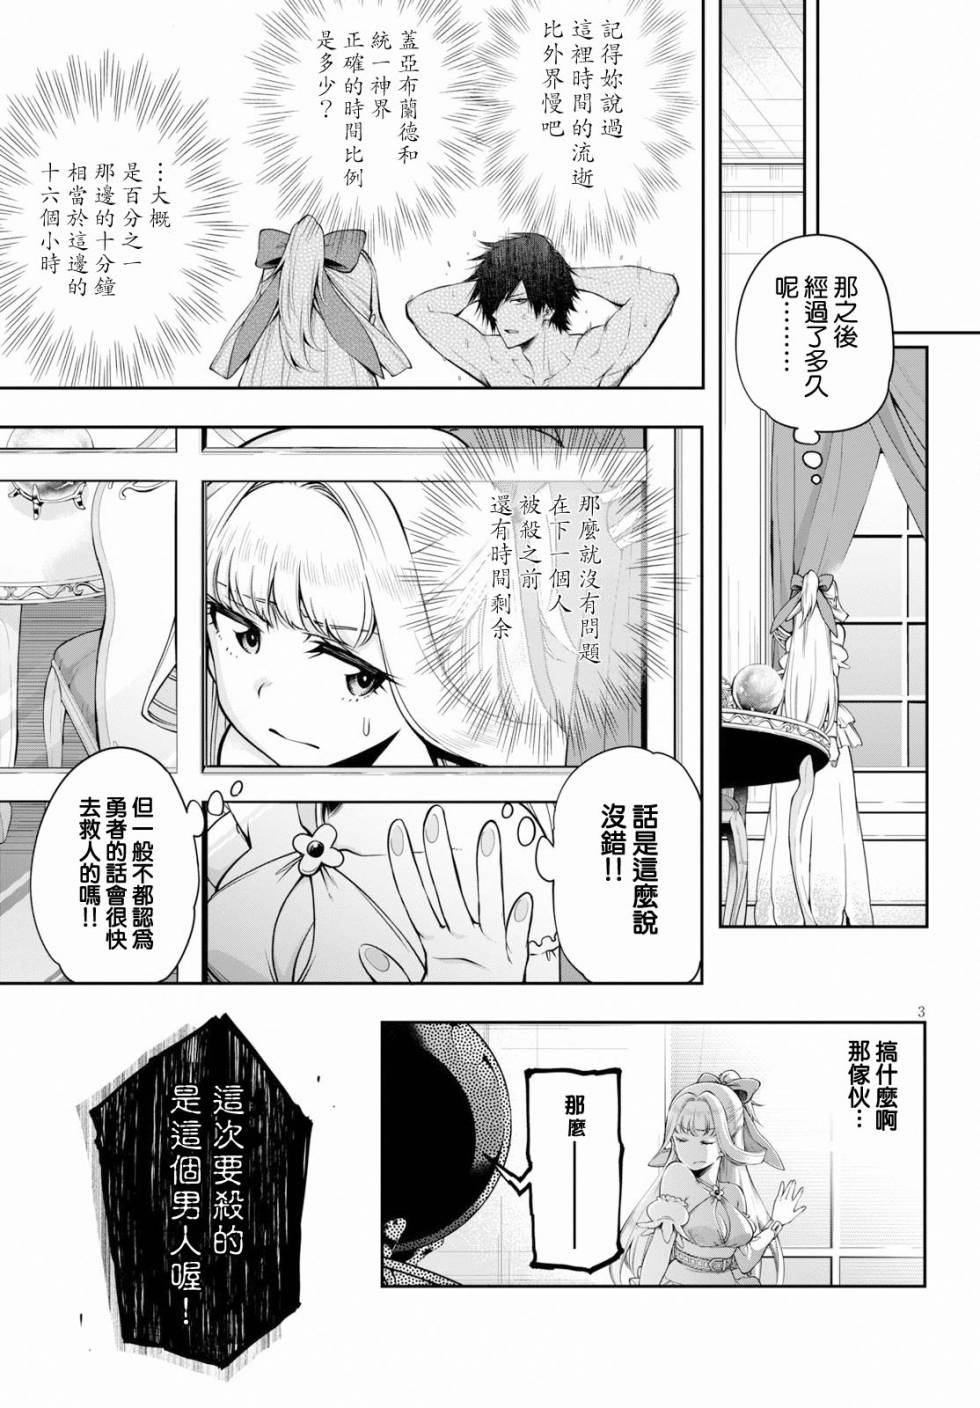 那之後
經過了多久
呢………
記得妳說過
這裡時間的流逝
比外界慢吧
蓋亞布蘭德和
統一神界
正確的時間比例
是多少？
…大概
是百分之一
那邊的十分鐘
相當於這邊的
十六個小時
那麼就沒有問題
在下一個人
被殺之前
還有時間剩余
話是這麼說
沒錯!!
但一般不都認為
勇者的話會很快
去救人的嗎!!
3
搞什麼啊
那傢伙…
那麼——
這次要殺的
是這個男人喔！